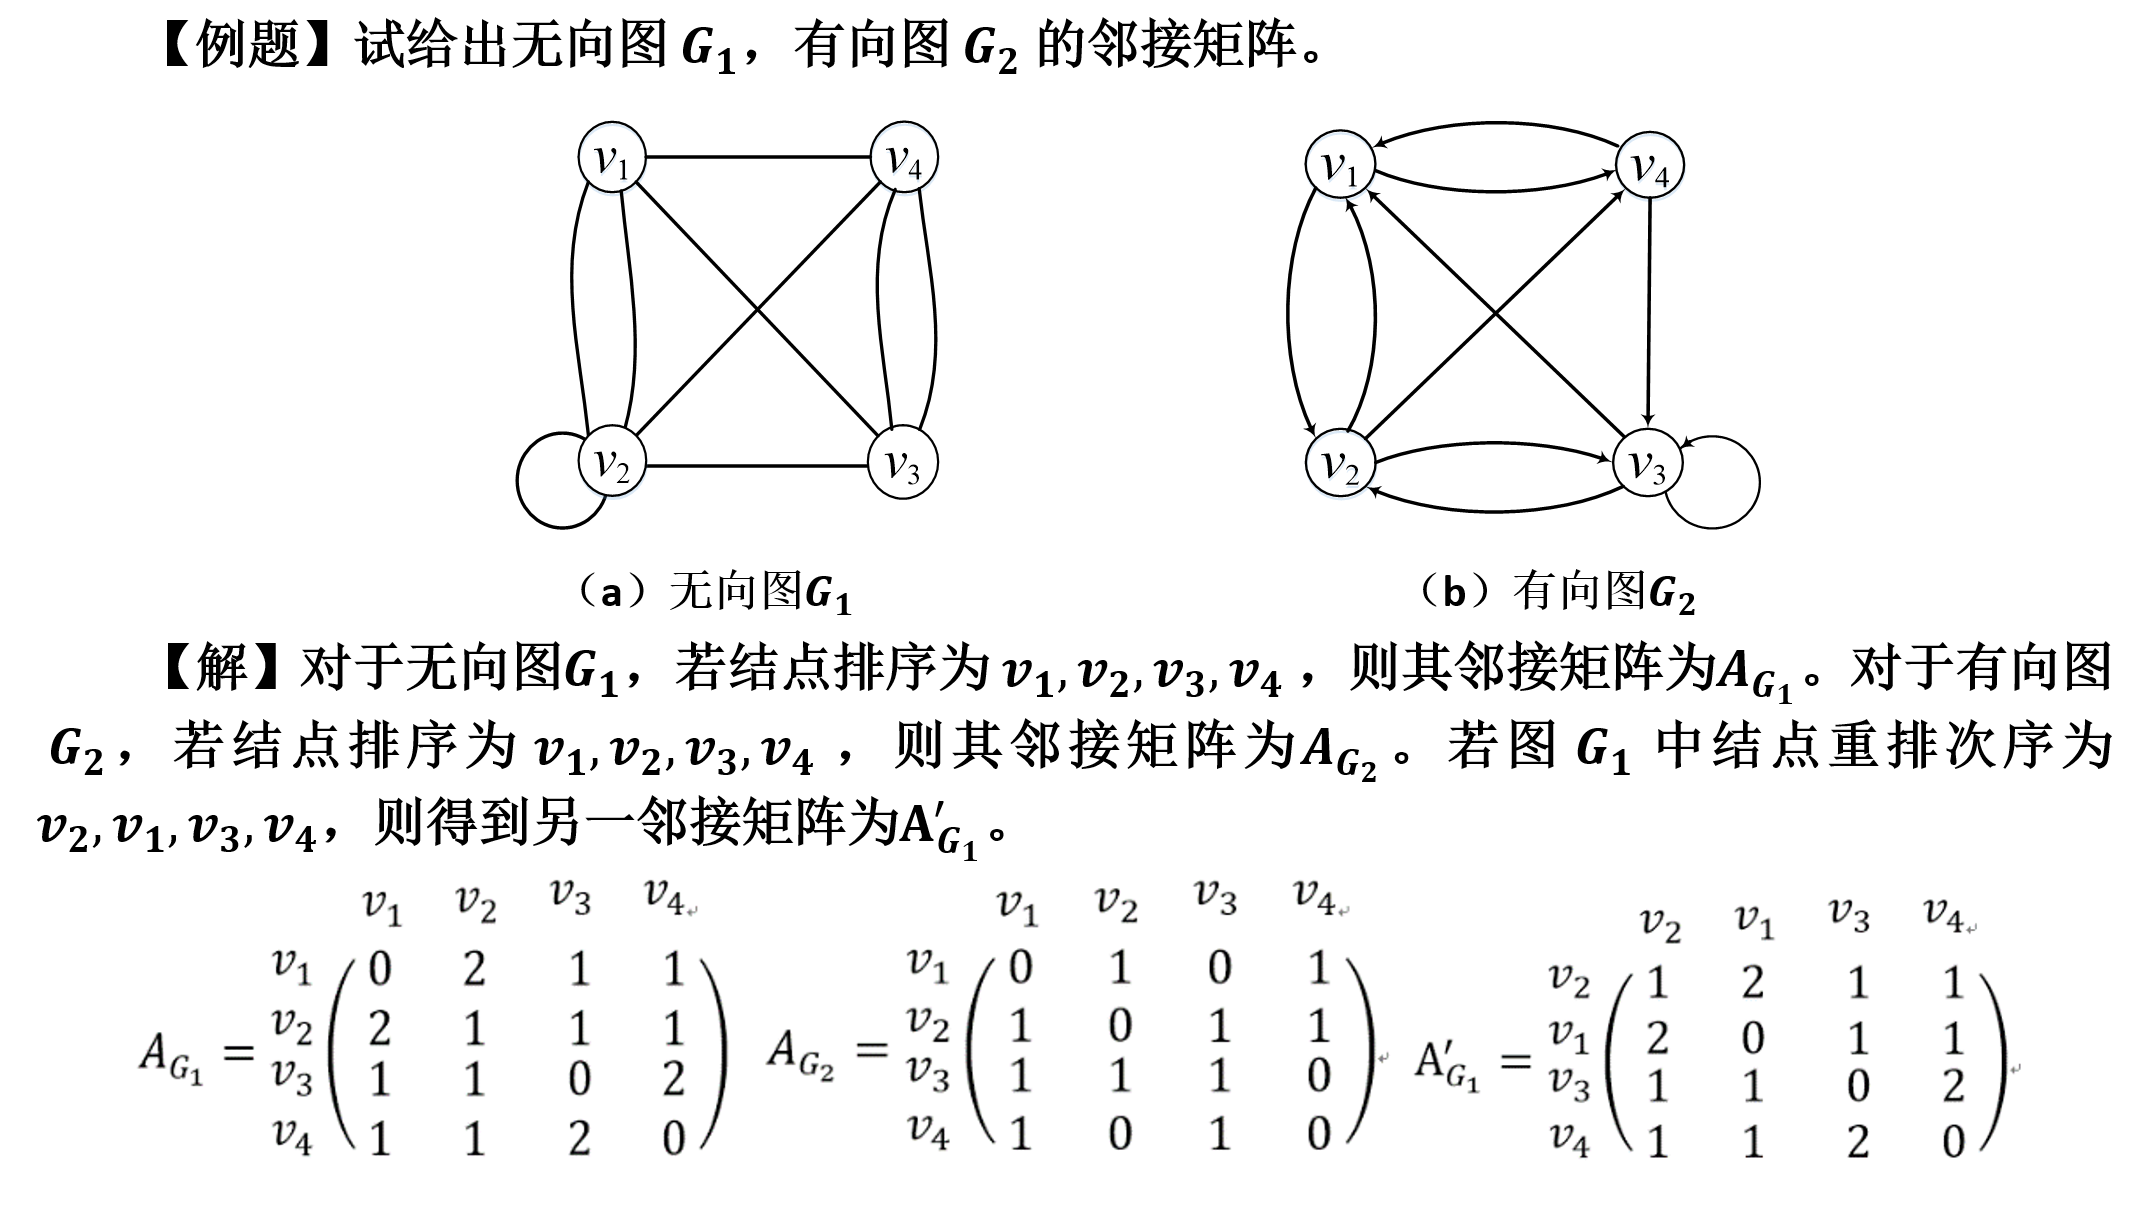 【例题】试给出无向图 G₁，有向图 G₂ 的邻接矩阵。
v₁ v₄
v₂ v₃
v₁ v₄
v₂ v₃
（a）无向图G₁
（b）有向图G₂
【解】对于无向图G₁，若结点排序为 v₁, v₂, v₃, v₄ ，则其邻接矩阵为A_G₁。对于有向图
G₂，若结点排序为 v₁, v₂, v₃, v₄ ，则其邻接矩阵为A_G₂。若图 G₁ 中结点重排次序为
v₂, v₁, v₃, v₄，则得到另一邻接矩阵为A′_G₁。
v₁ v₂ v₃ v₄
v₁ 0 2 1 1
v₂ 2 1 1 1
A_G₁ =
v₃ 1 1 0 2
v₄ 1 1 2 0
v₁ v₂ v₃ v₄
v₁ 0 1 0 1
v₂ 1 0 1 1
A_G₂ =
v₃ 1 1 1 0
v₄ 1 0 1 0
v₂ v₁ v₃ v₄
v₂ 1 2 1 1
v₁ 2 0 1 1
A′_G₁ =
v₃ 1 1 0 2
v₄ 1 1 2 0